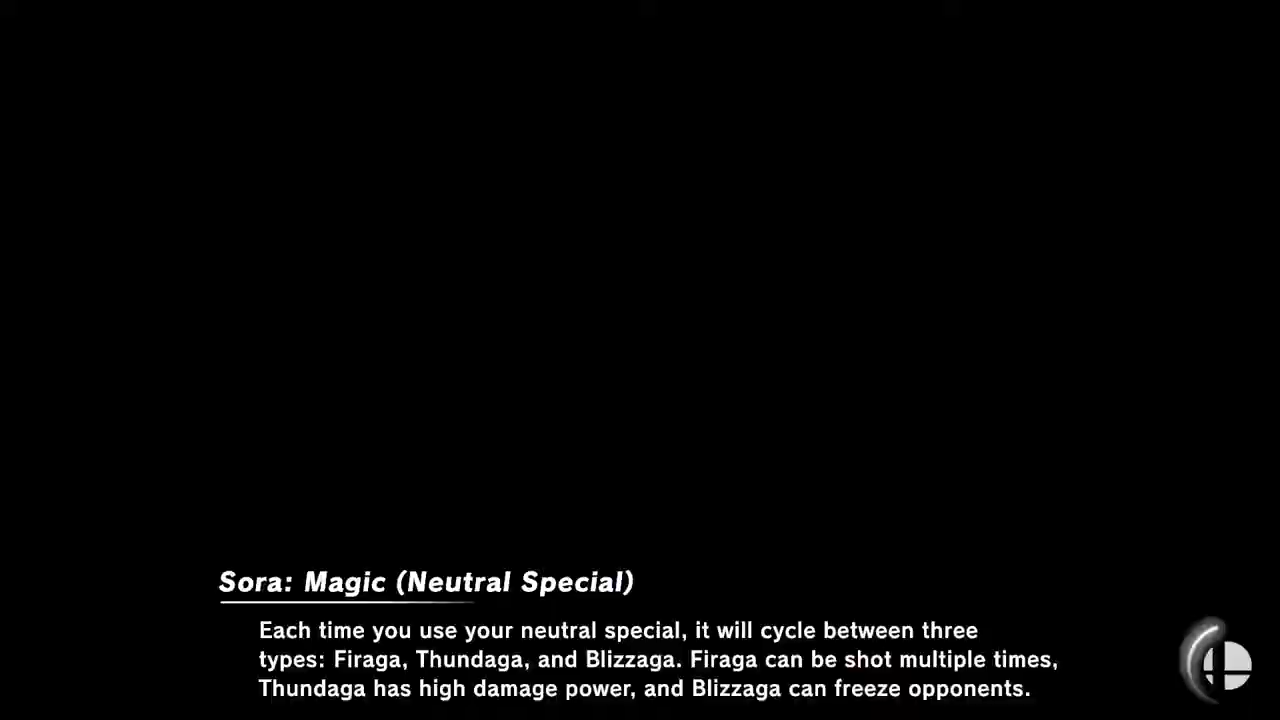 Sora: Magic (Neutral Special)
Each time you use your neutral special, it will cycle between three
types: Firaga, Thundaga, and Blizzaga. Firaga can be shot multiple times,
Thundaga has high damage power, and Blizzaga can freeze opponents.